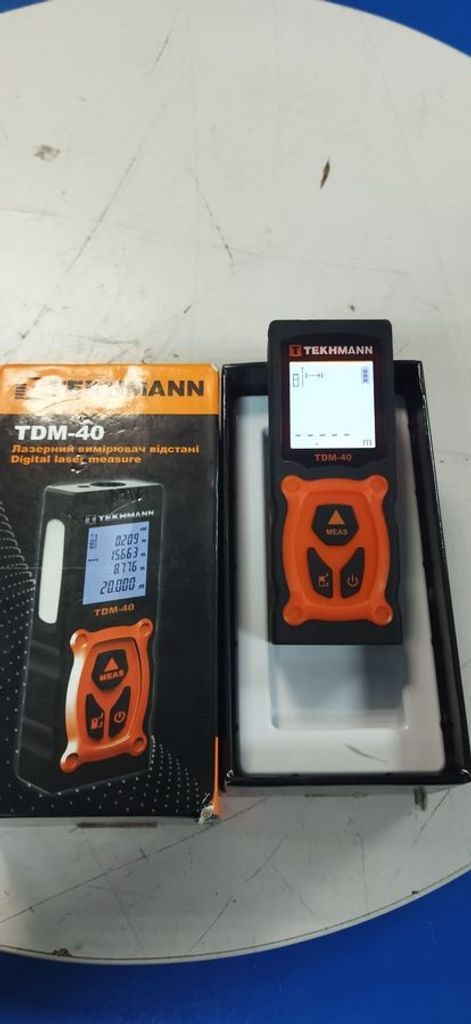 TEKHMANN
TDM-40
Лазерний вимірювач відстані
Digital laser measure
TEKHMANN
0.209 m
15.663 m
8.776 m
20.000 m
TDM-40
MEAS
TEKHMANN
m
TDM-40
MEAS